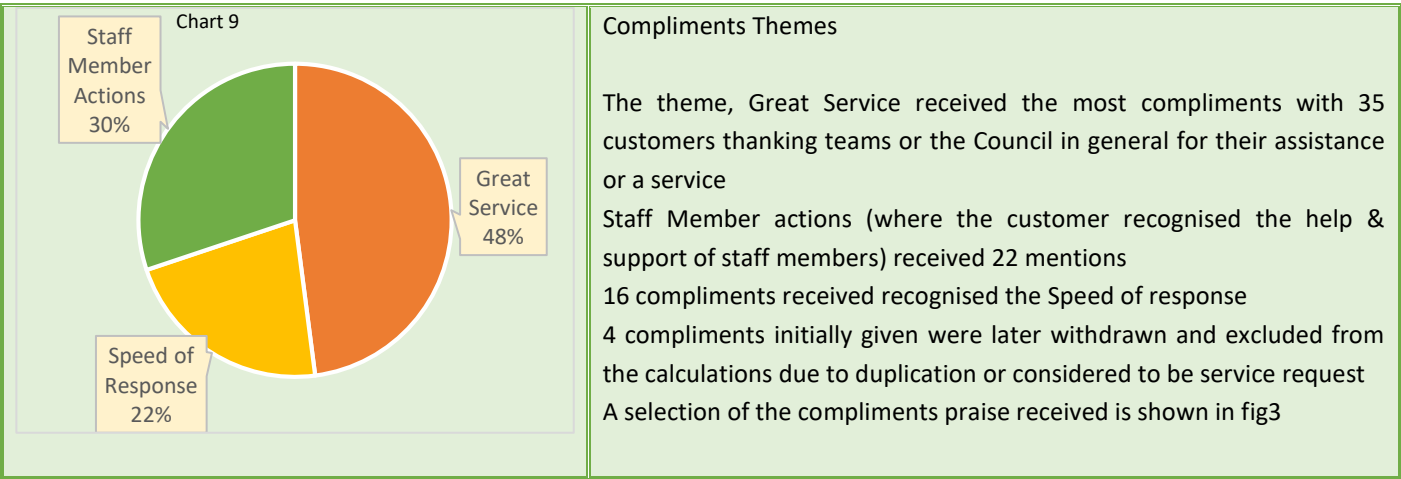 Chart 9
Staff
Member
Actions
30%
Great
Service
48%
Speed of
Response
22%
Compliments Themes
The theme, Great Service received the most compliments with 35
customers thanking teams or the Council in general for their assistance
or a service
Staff Member actions (where the customer recognised the help &
support of staff members) received 22 mentions
16 compliments received recognised the Speed of response
4 compliments initially given were later withdrawn and excluded from
the calculations due to duplication or considered to be service request
A selection of the compliments praise received is shown in fig3